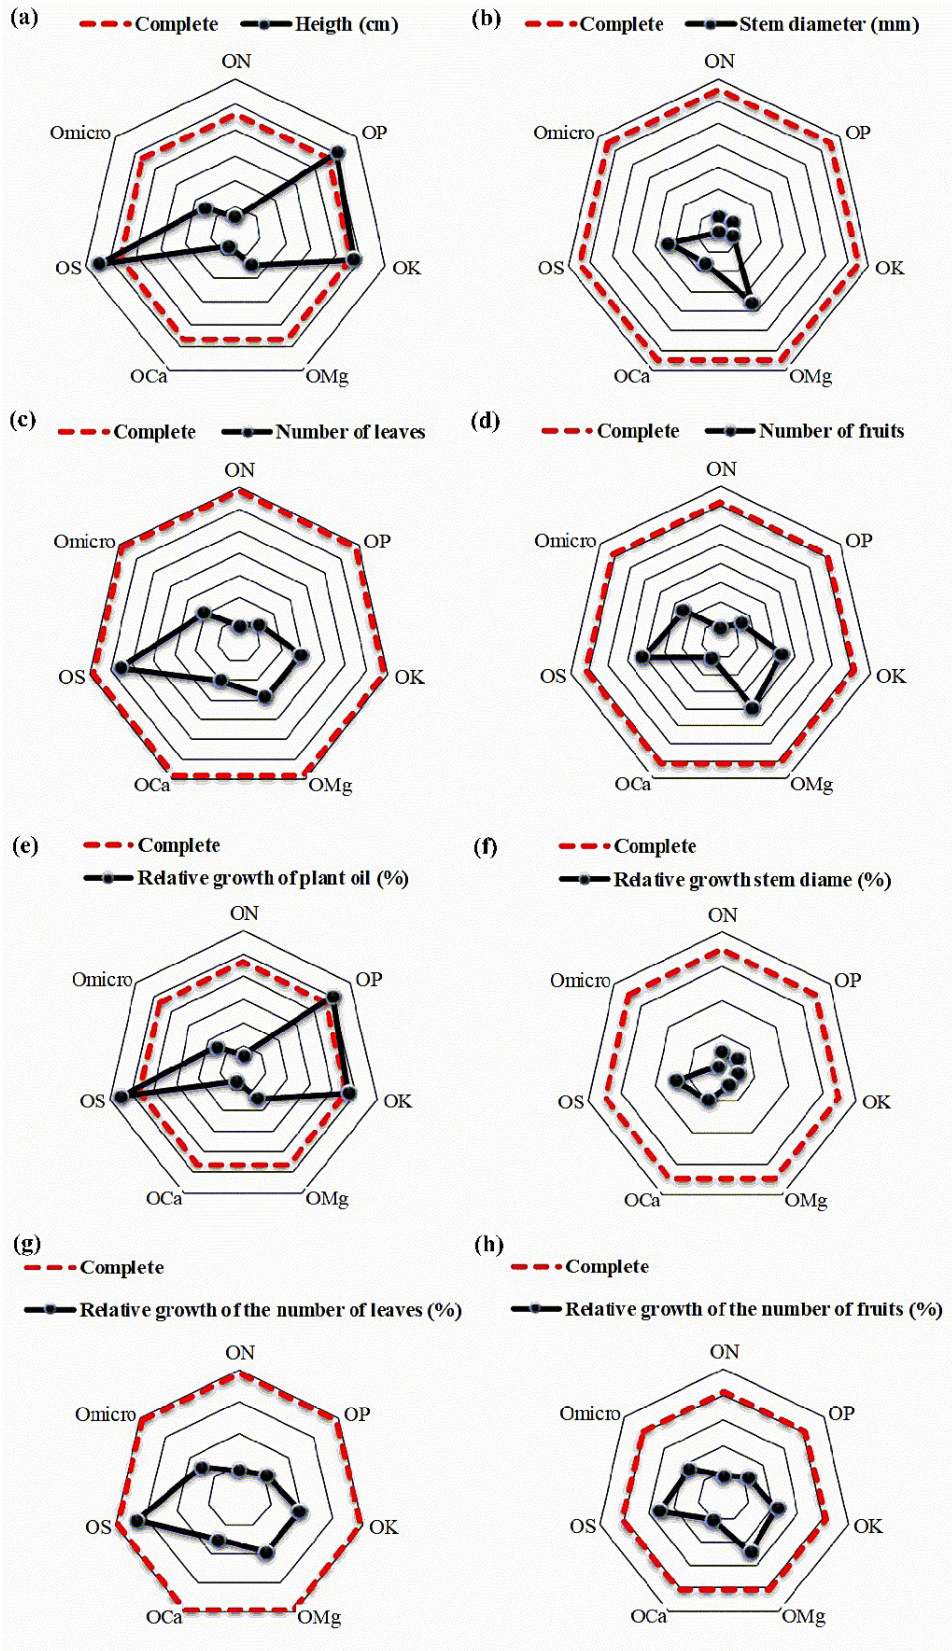 (a) Complete Heigth (cm)
ON
OP
OK
OMg
OCa
OS
Omicro
(b) Complete Stem diameter (mm)
ON
OP
OK
OMg
OCa
OS
Omicro
(c) Complete Number of leaves
ON
OP
OK
OMg
OCa
OS
Omicro
(d) Complete Number of fruits
ON
OP
OK
OMg
OCa
OS
Omicro
(e) Complete
Relative growth of plant oil (%)
ON
OP
OK
OMg
OCa
OS
Omicro
(f) Complete
Relative growth stem diame (%)
ON
OP
OK
OMg
OCa
OS
Omicro
(g)
Complete
Relative growth of the number of leaves (%)
ON
OP
OK
OMg
OCa
OS
Omicro
(h)
Complete
Relative growth of the number of fruits (%)
ON
OP
OK
OMg
OCa
OS
Omicro